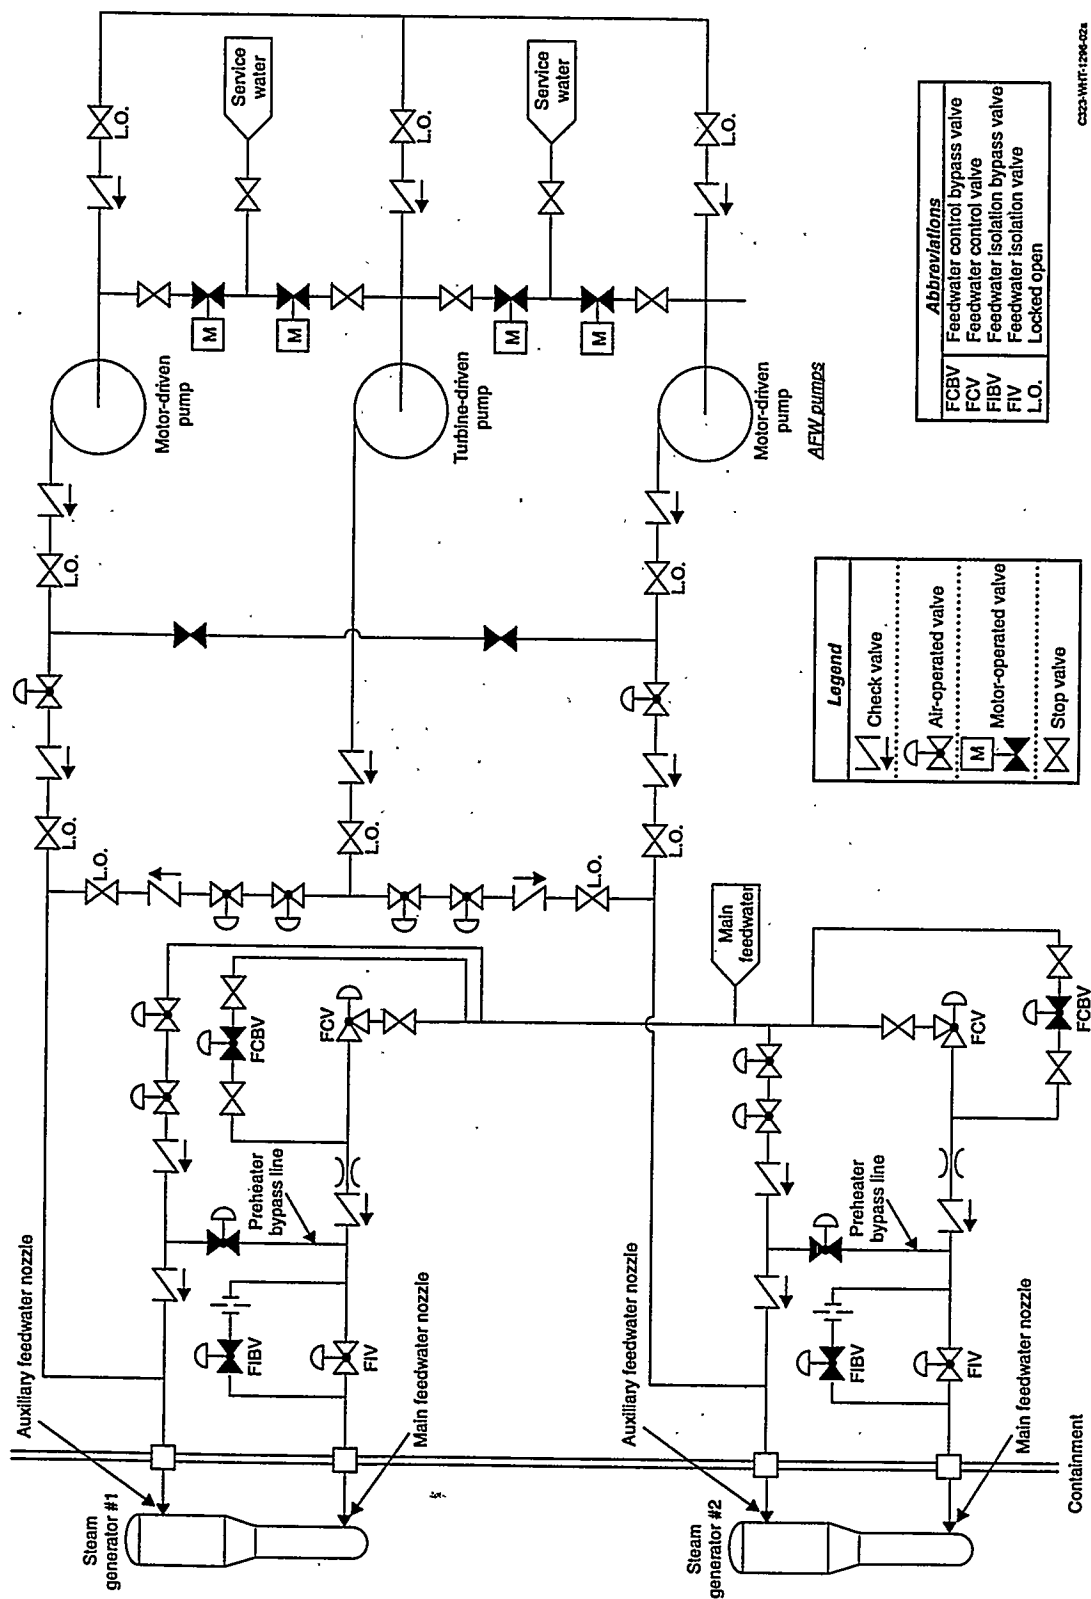 Steam
generator #1
Auxiliary feedwater nozzle
Main feedwater nozzle
FIBV
FIV
Preheater
bypass line
FCBV
FCV
L.O.
L.O.
L.O.
L.O.
Motor-driven
pump
L.O.
Service
water
M
M
L.O.
Turbine-driven
pump
L.O.
Service
water
M
M
Steam
generator #2
Auxiliary feedwater nozzle
Main feedwater nozzle
FIBV
FIV
Preheater
bypass line
Main
feedwater
FCV
FCBV
L.O.
L.O.
L.O.
Motor-driven
pump
AFW pumps
L.O.
Containment
Legend
Check valve
Air-operated valve
M
Motor-operated valve
Stop valve
Abbreviations
FCBV Feedwater control bypass valve
FCV Feedwater control valve
FIBV Feedwater isolation bypass valve
FIV Feedwater isolation valve
L.O. Locked open
C323-WHT-1296-02a